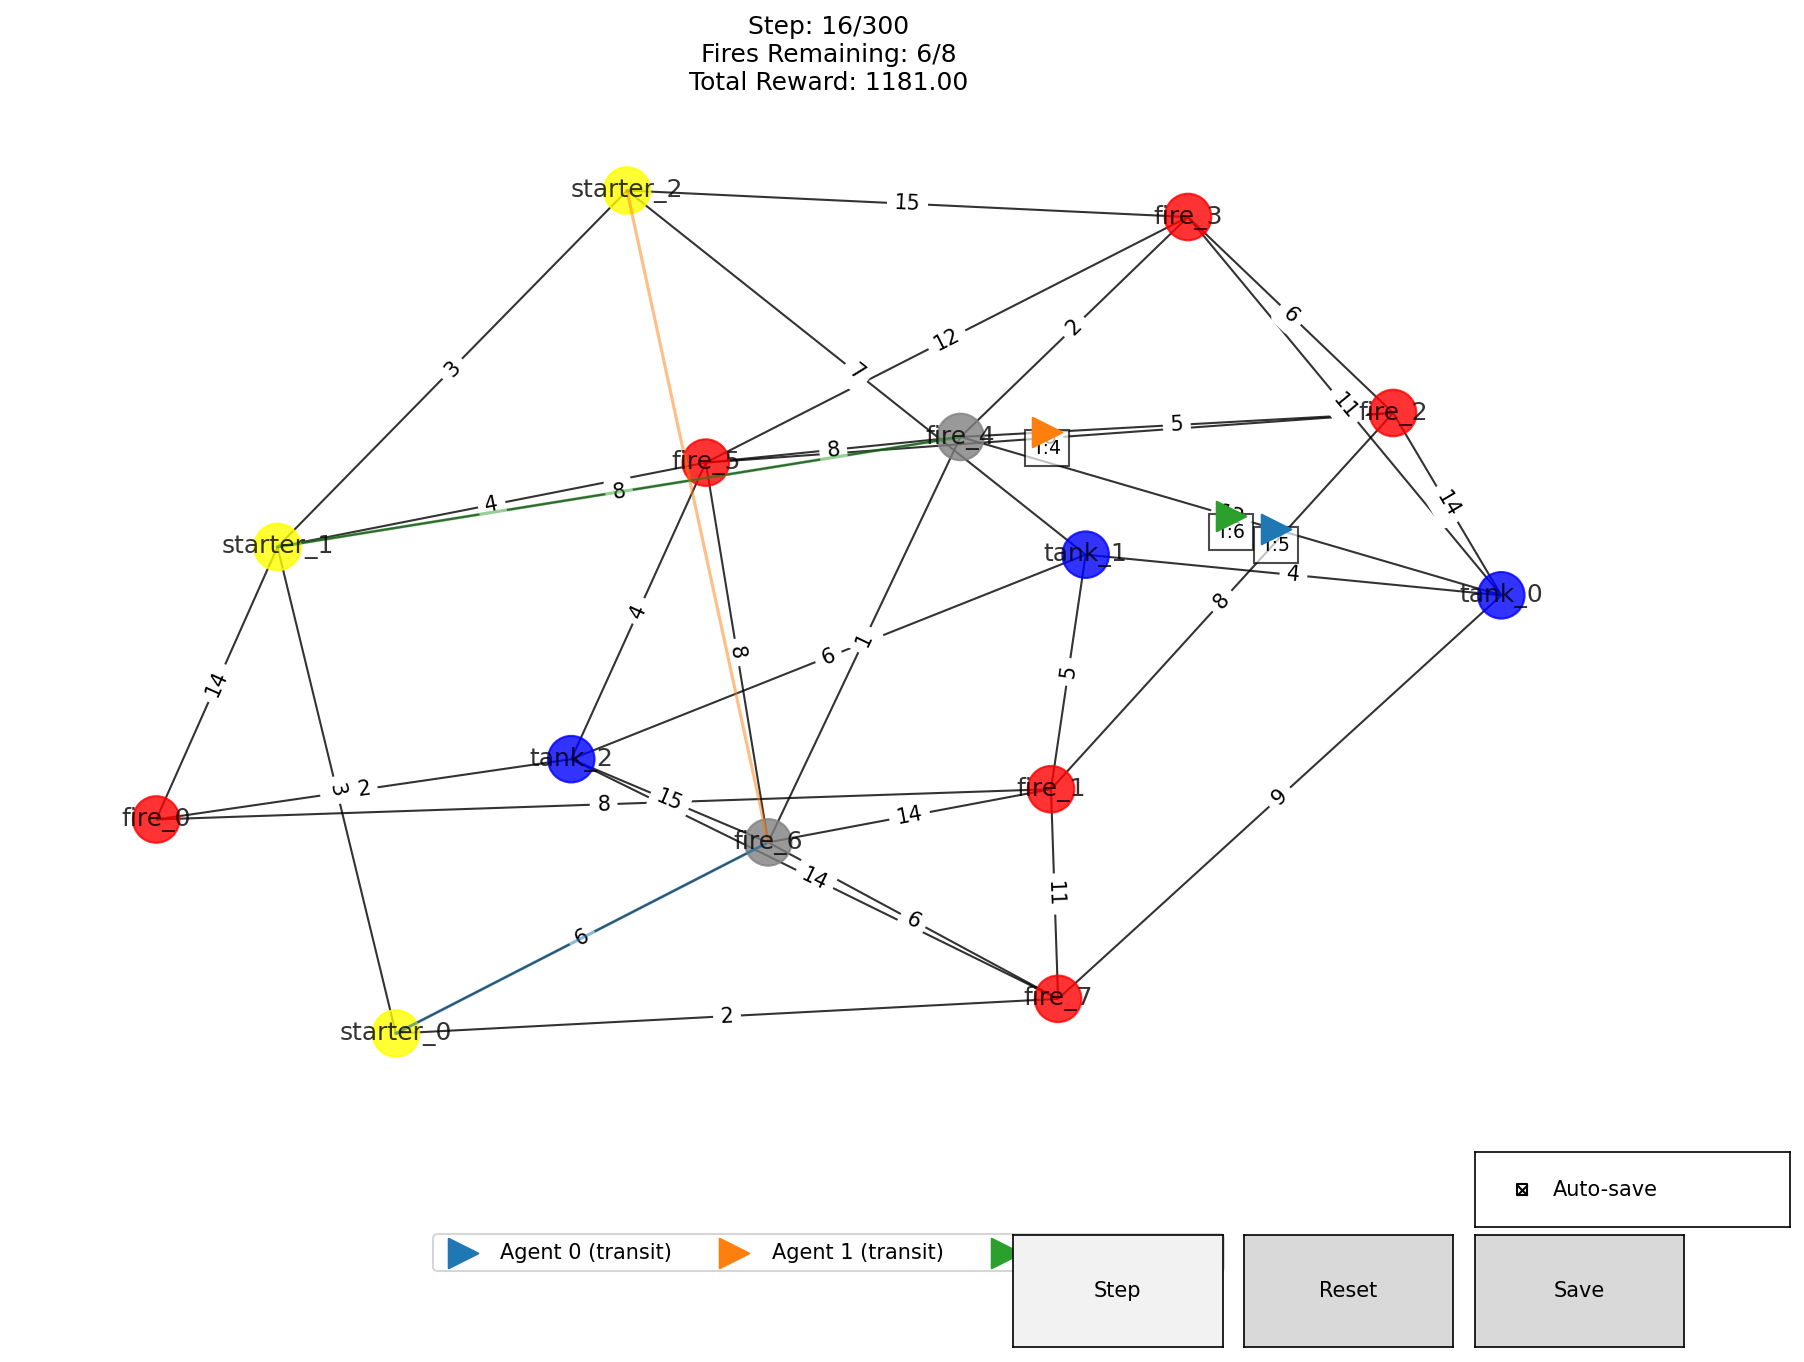 Step: 16/300
Fires Remaining: 6/8
Total Reward: 1181.00
starter_2
15
fire_3
6
2
12
3
7
11
fire_2
5
fire_4
8
T:4
fire_5
4
8
14
T:6
T:5
starter_1
tank_1
4
tank_0
8
4
1
8
6
5
14
tank_2
3
2
15
8
fire_1
9
fire_0
14
fire_6
14
11
6
6
fire_7
2
starter_0
Auto-save
Agent 0 (transit)
Agent 1 (transit)
Step
Reset
Save